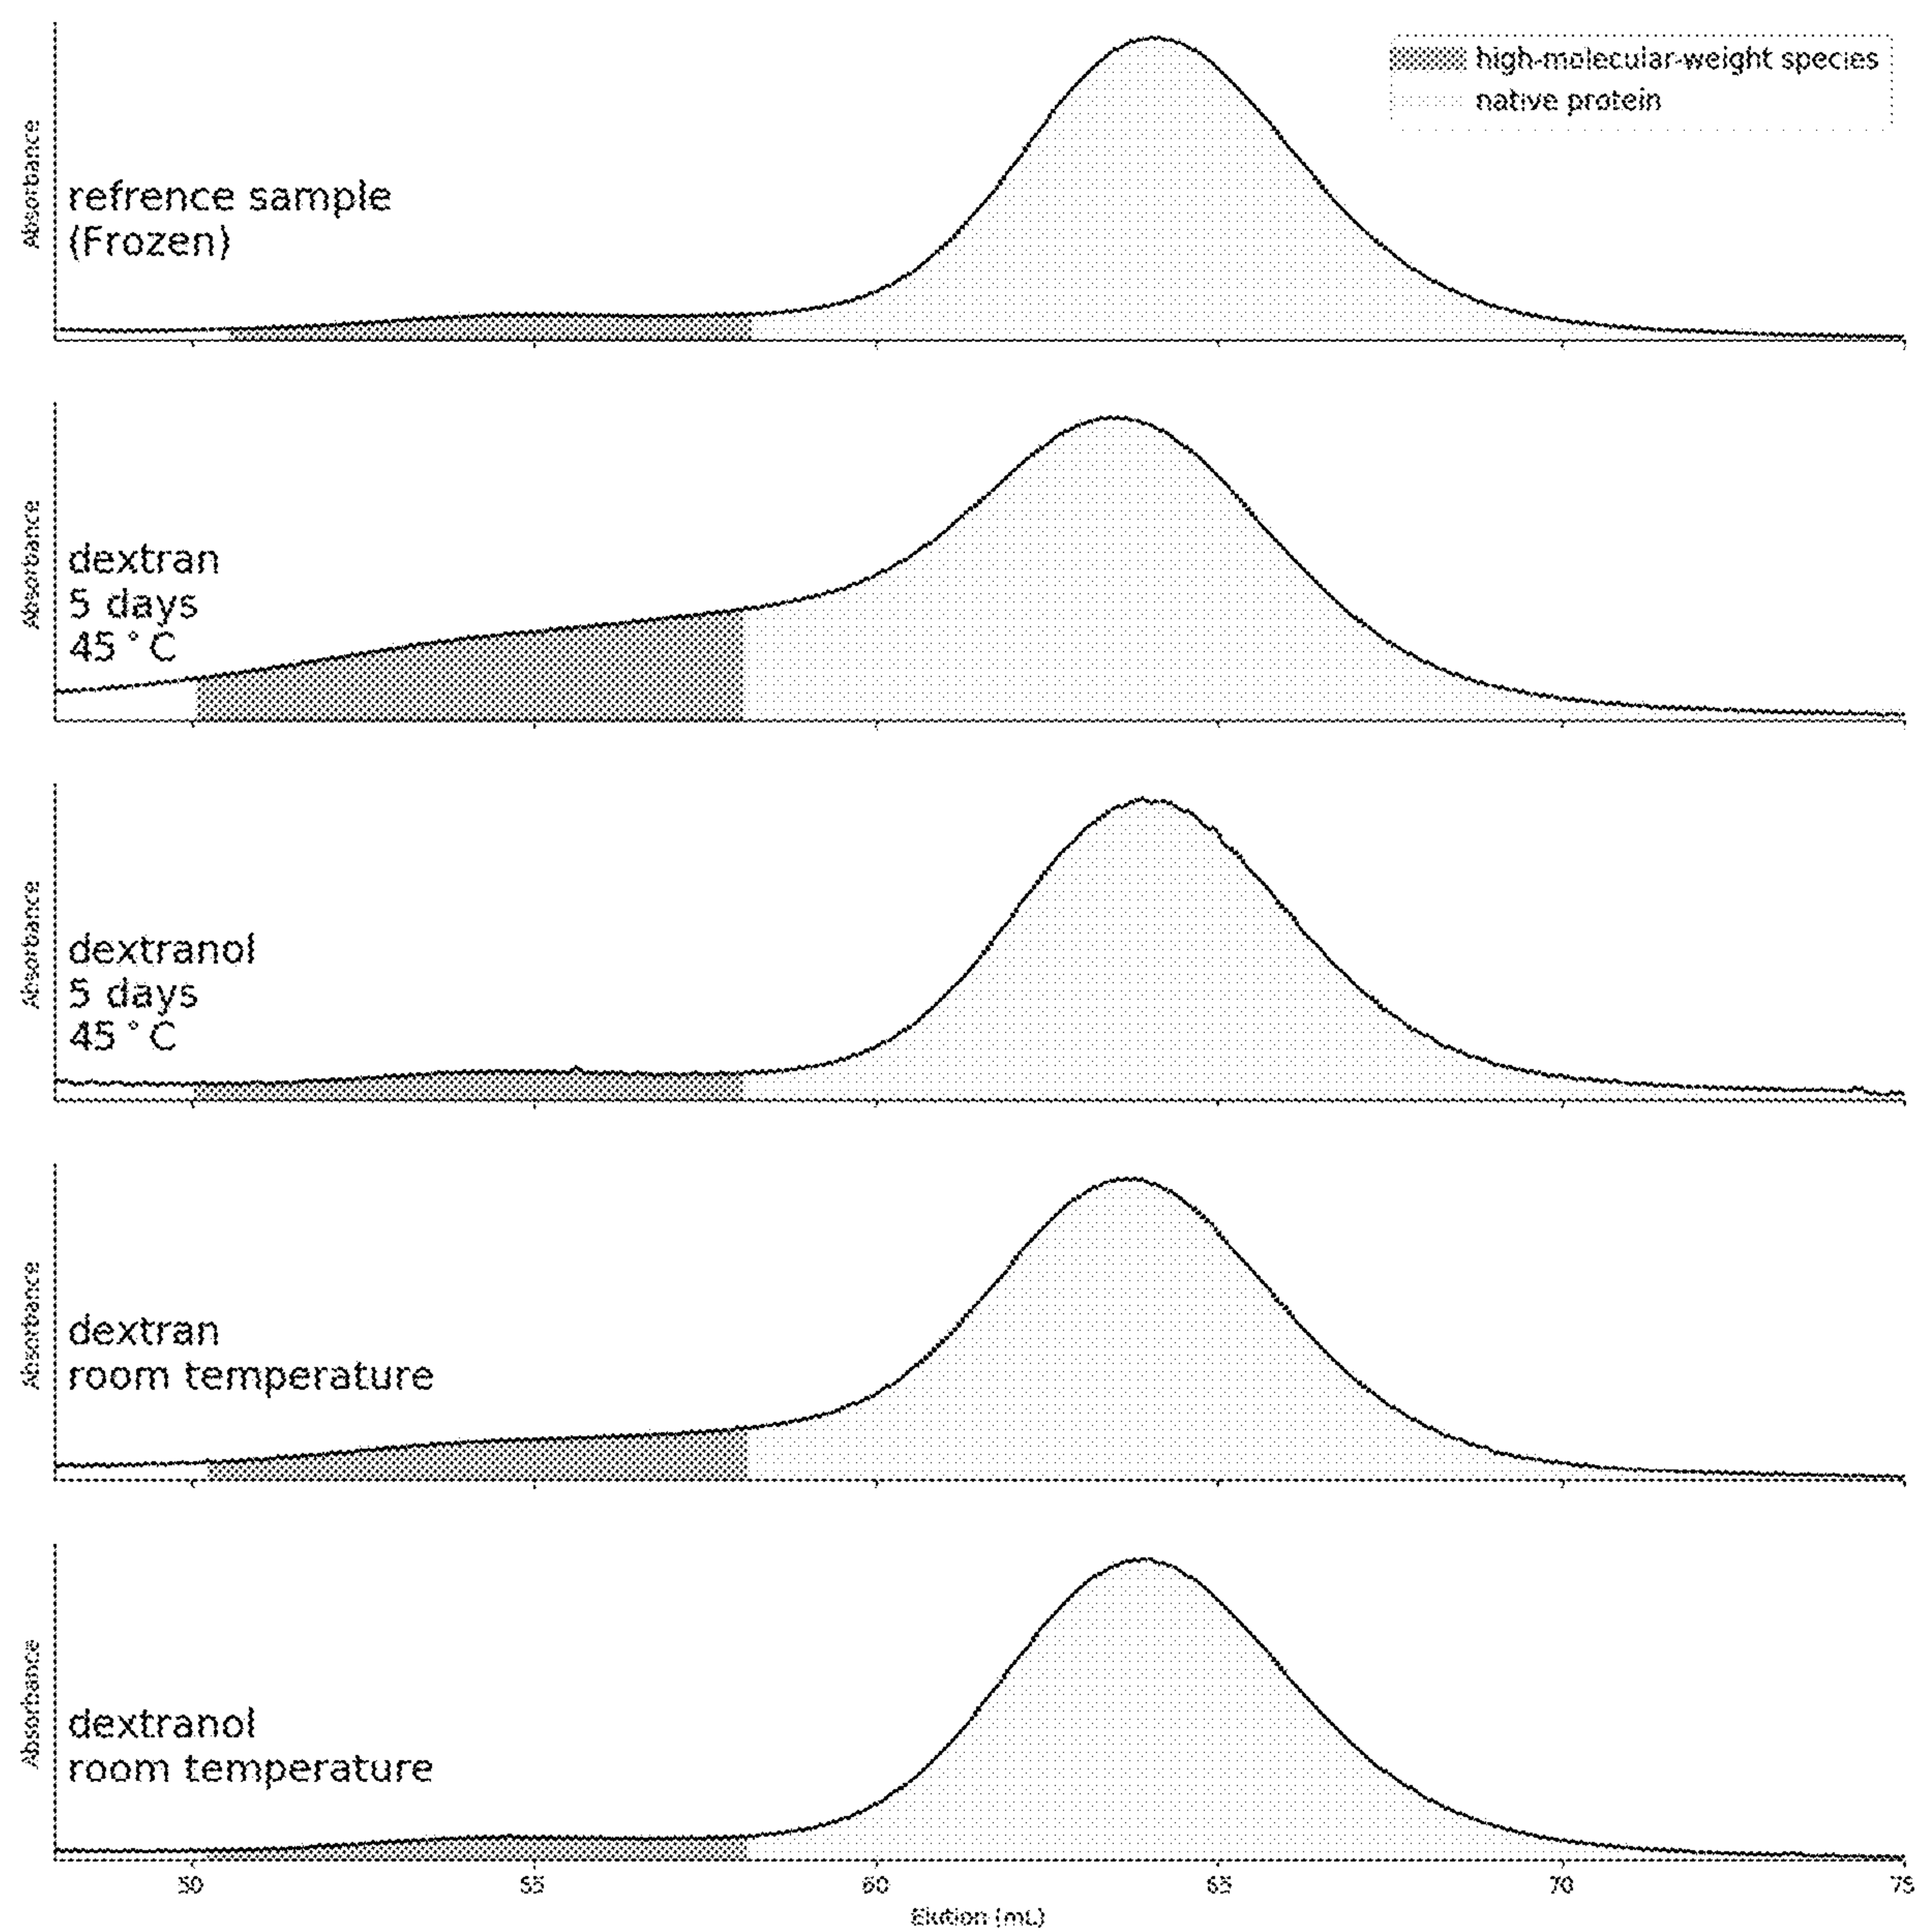 high-molecular-weight species
native protein
Absorbance
refrence sample
(Frozen)
Absorbance
dextran
5 days
45°C
Absorbance
dextranol
5 days
45°C
Absorbance
dextran
room temperature
Absorbance
dextranol
room temperature
50 55 60 65 70 75
Elution (mL)